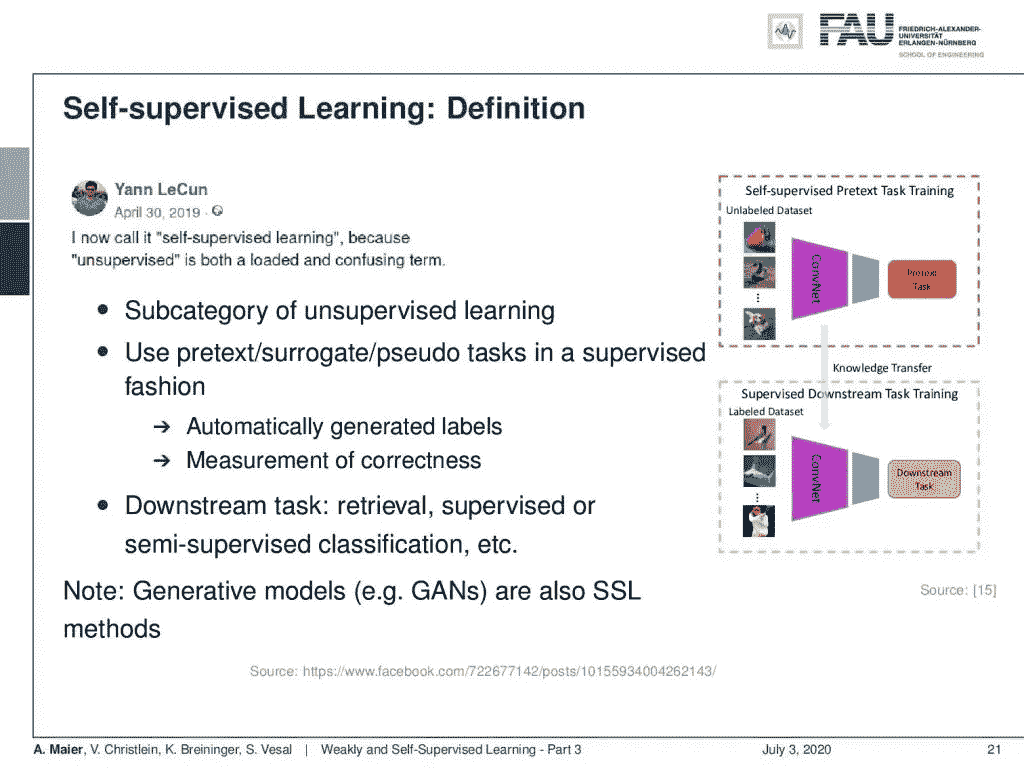 FAU
FRIEDRICH-ALEXANDER-
UNIVERSITÄT
ERLANGEN-NÜRNBERG
SCHOOL OF ENGINEERING
Self-supervised Learning: Definition
Yann LeCun
April 30, 2019 ·
I now call it "self-supervised learning", because
"unsupervised" is both a loaded and confusing term.
• Subcategory of unsupervised learning
• Use pretext/surrogate/pseudo tasks in a supervised
fashion
→ Automatically generated labels
→ Measurement of correctness
• Downstream task: retrieval, supervised or
semi-supervised classification, etc.
Note: Generative models (e.g. GANs) are also SSL
methods
Source: https://www.facebook.com/722677142/posts/10155934004262143/
Self-supervised Pretext Task Training
Unlabeled Dataset
ConvNet
Pretext
Task
Knowledge Transfer
Supervised Downstream Task Training
Labeled Dataset
ConvNet
Downstream
Task
Source: [15]
A. Maier, V. Christlein, K. Breininger, S. Vesal | Weakly and Self-Supervised Learning - Part 3
July 3, 2020
21